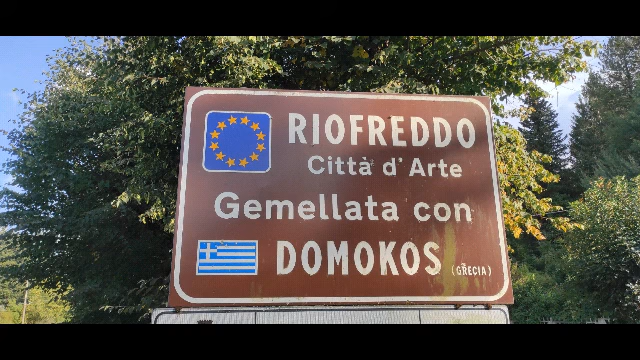 RIOFREDDO
Città d'Arte
Gemellata con
DOMOKOS (GRECIA)